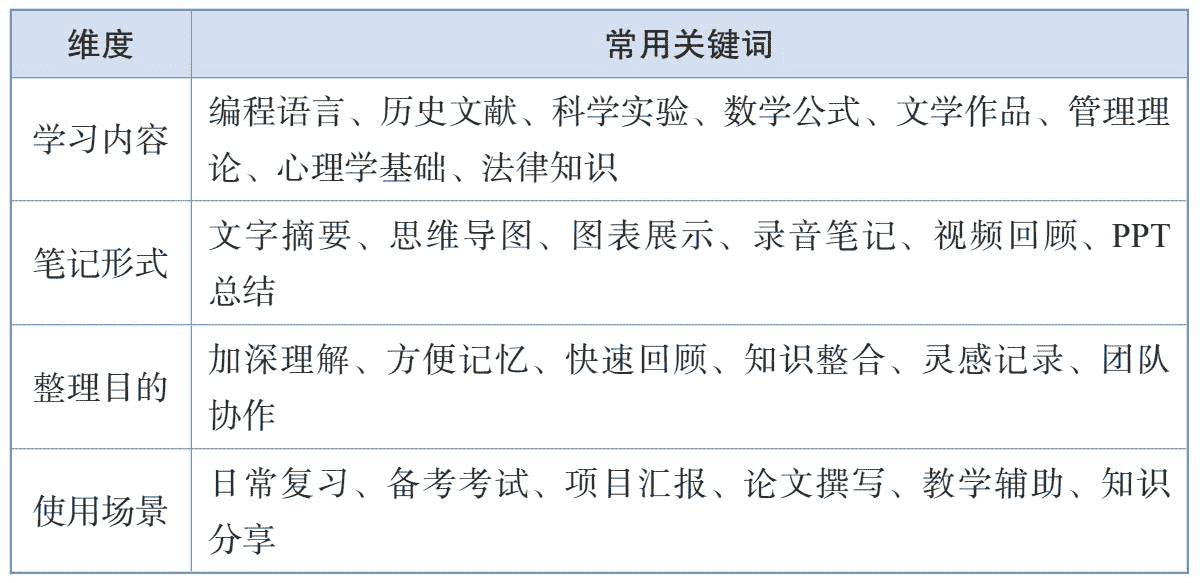 维度
常用关键词
学习内容
编程语言、历史文献、科学实验、数学公式、文学作品、管理理
论、心理学基础、法律知识
笔记形式
文字摘要、思维导图、图表展示、录音笔记、视频回顾、PPT
总结
整理目的
加深理解、方便记忆、快速回顾、知识整合、灵感记录、团队
协作
使用场景
日常复习、备考考试、项目汇报、论文撰写、教学辅助、知识
分享